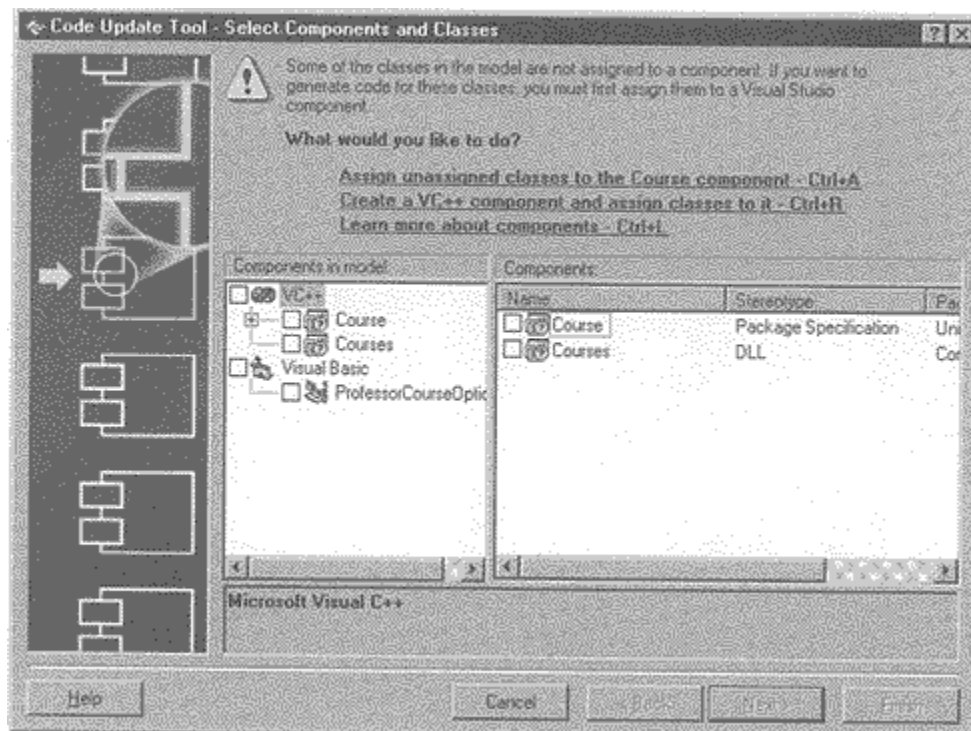 Code Update Tool - Select Components and Classes
Some of the classes in the model are not assigned to a component. If you want to
generate code for these classes, you must first assign them to a Visual Studio
component.
What would you like to do?
Assign unassigned classes to the Course component - Ctrl+A
Create a VC++ component and assign classes to it - Ctrl+R
Learn more about components - Ctrl+L
Components in model:
VC++
Course
Courses
Visual Basic
ProfessorCourseOptio
Components:
Name Stereotype Pac
Course Package Specification Uni
Courses DLL Cor
Microsoft Visual C++
Help
Cancel
< Back
Next >
Finish